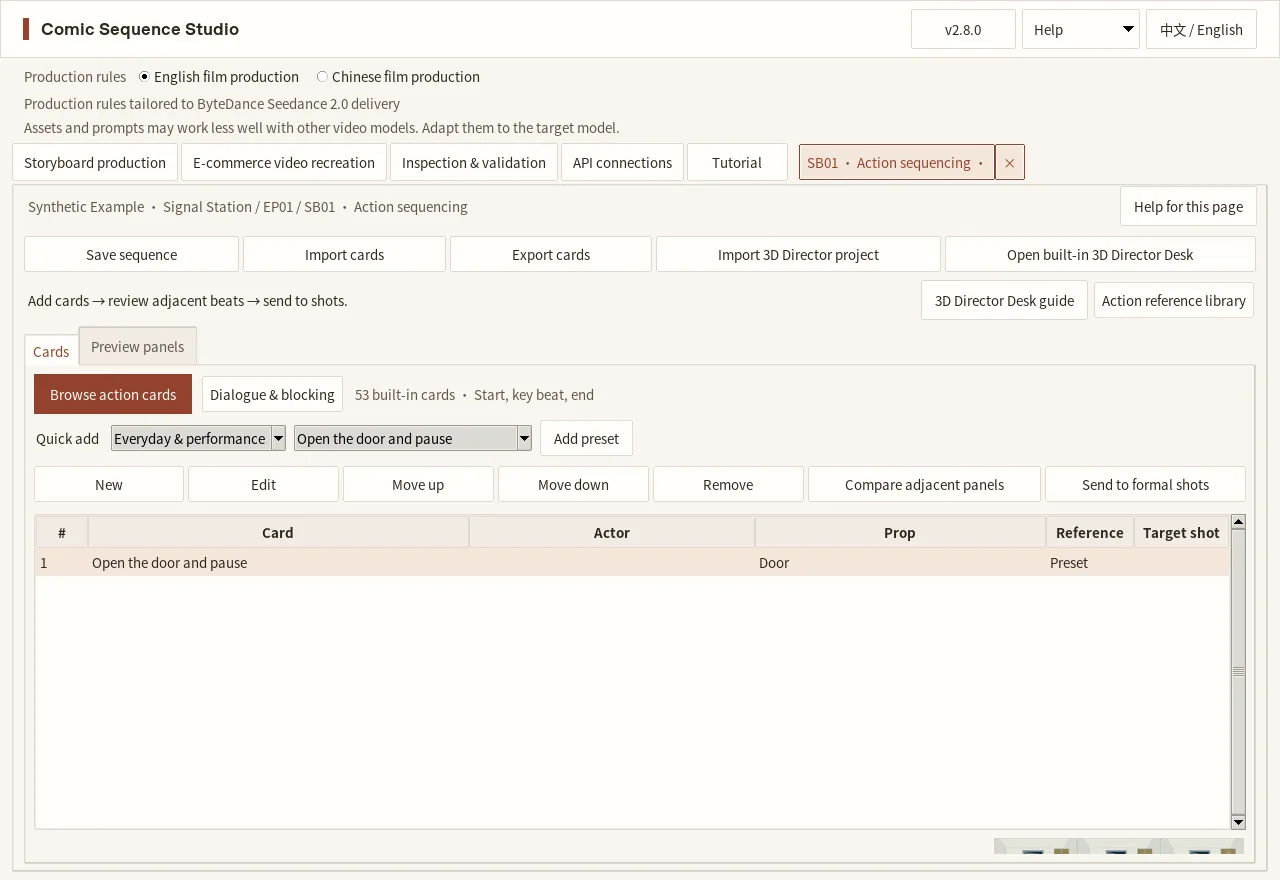 Comic Sequence Studio
v2.8.0
Help
中文 / English
Production rules
English film production
Chinese film production
Production rules tailored to ByteDance Seedance 2.0 delivery
Assets and prompts may work less well with other video models. Adapt them to the target model.
Storyboard production
E-commerce video recreation
Inspection & validation
API connections
Tutorial
SB01 · Action sequencing ·
×
Synthetic Example · Signal Station / EP01 / SB01 · Action sequencing
Help for this page
Save sequence
Import cards
Export cards
Import 3D Director project
Open built-in 3D Director Desk
Add cards → review adjacent beats → send to shots.
3D Director Desk guide
Action reference library
Cards
Preview panels
Browse action cards
Dialogue & blocking
53 built-in cards · Start, key beat, end
Quick add
Everyday & performance
Open the door and pause
Add preset
New
Edit
Move up
Move down
Remove
Compare adjacent panels
Send to formal shots
# Card Actor Prop Reference Target shot
1 Open the door and pause Door Preset